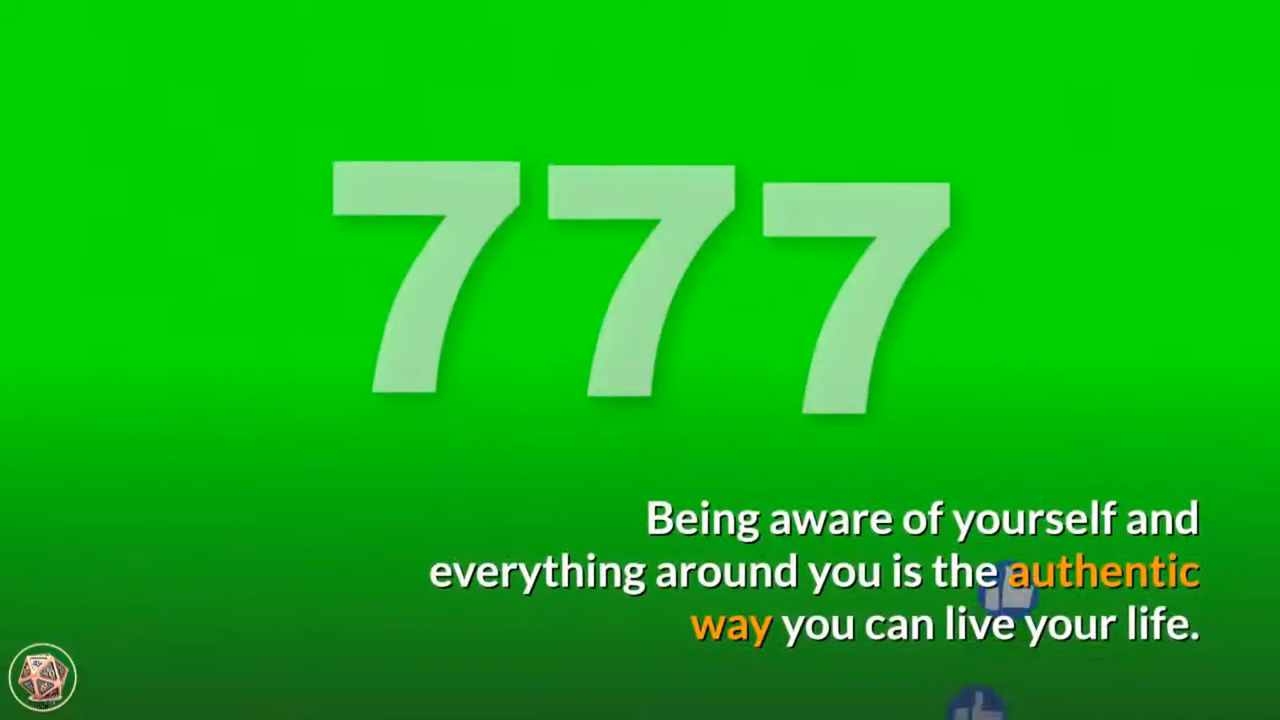 777
Being aware of yourself and
everything around you is the authentic
way you can live your life.